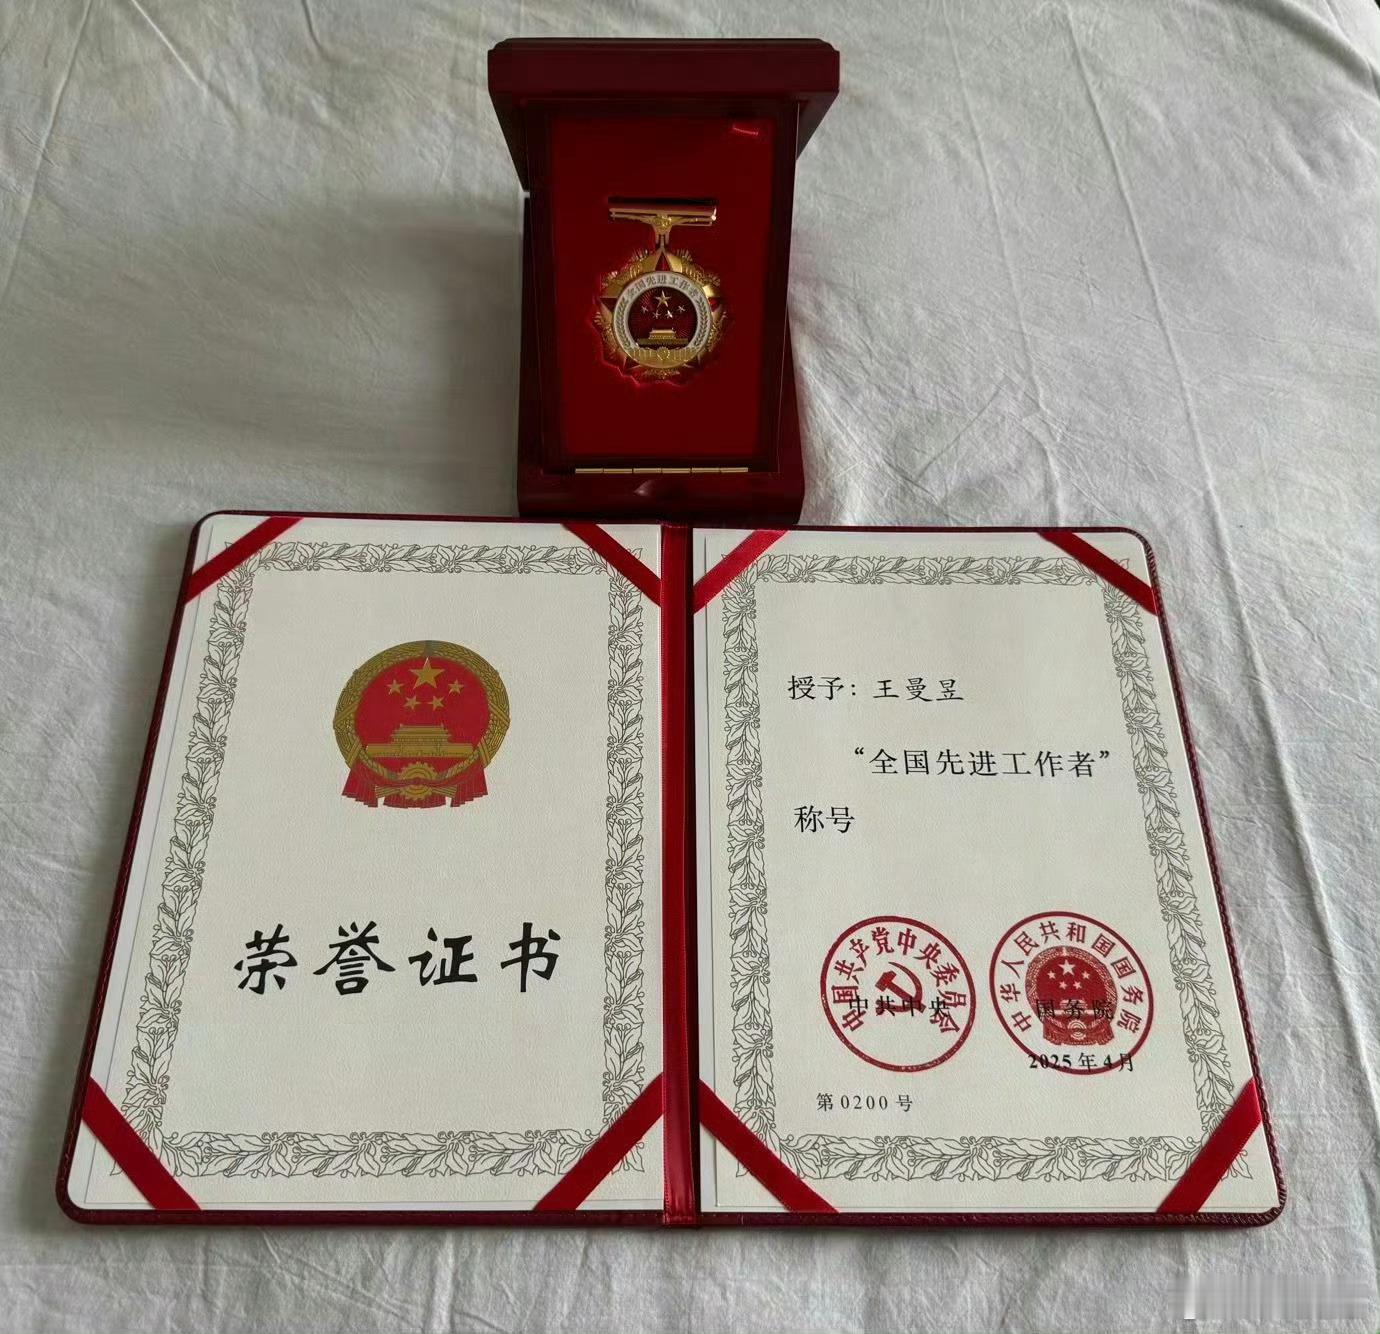 全国先进工作者
荣誉证书
授予：王曼昱
“全国先进工作者”
称号
中国共产党中央委员会
中共中央
中华人民共和国国务院
国务院
2025年4月
第0200号